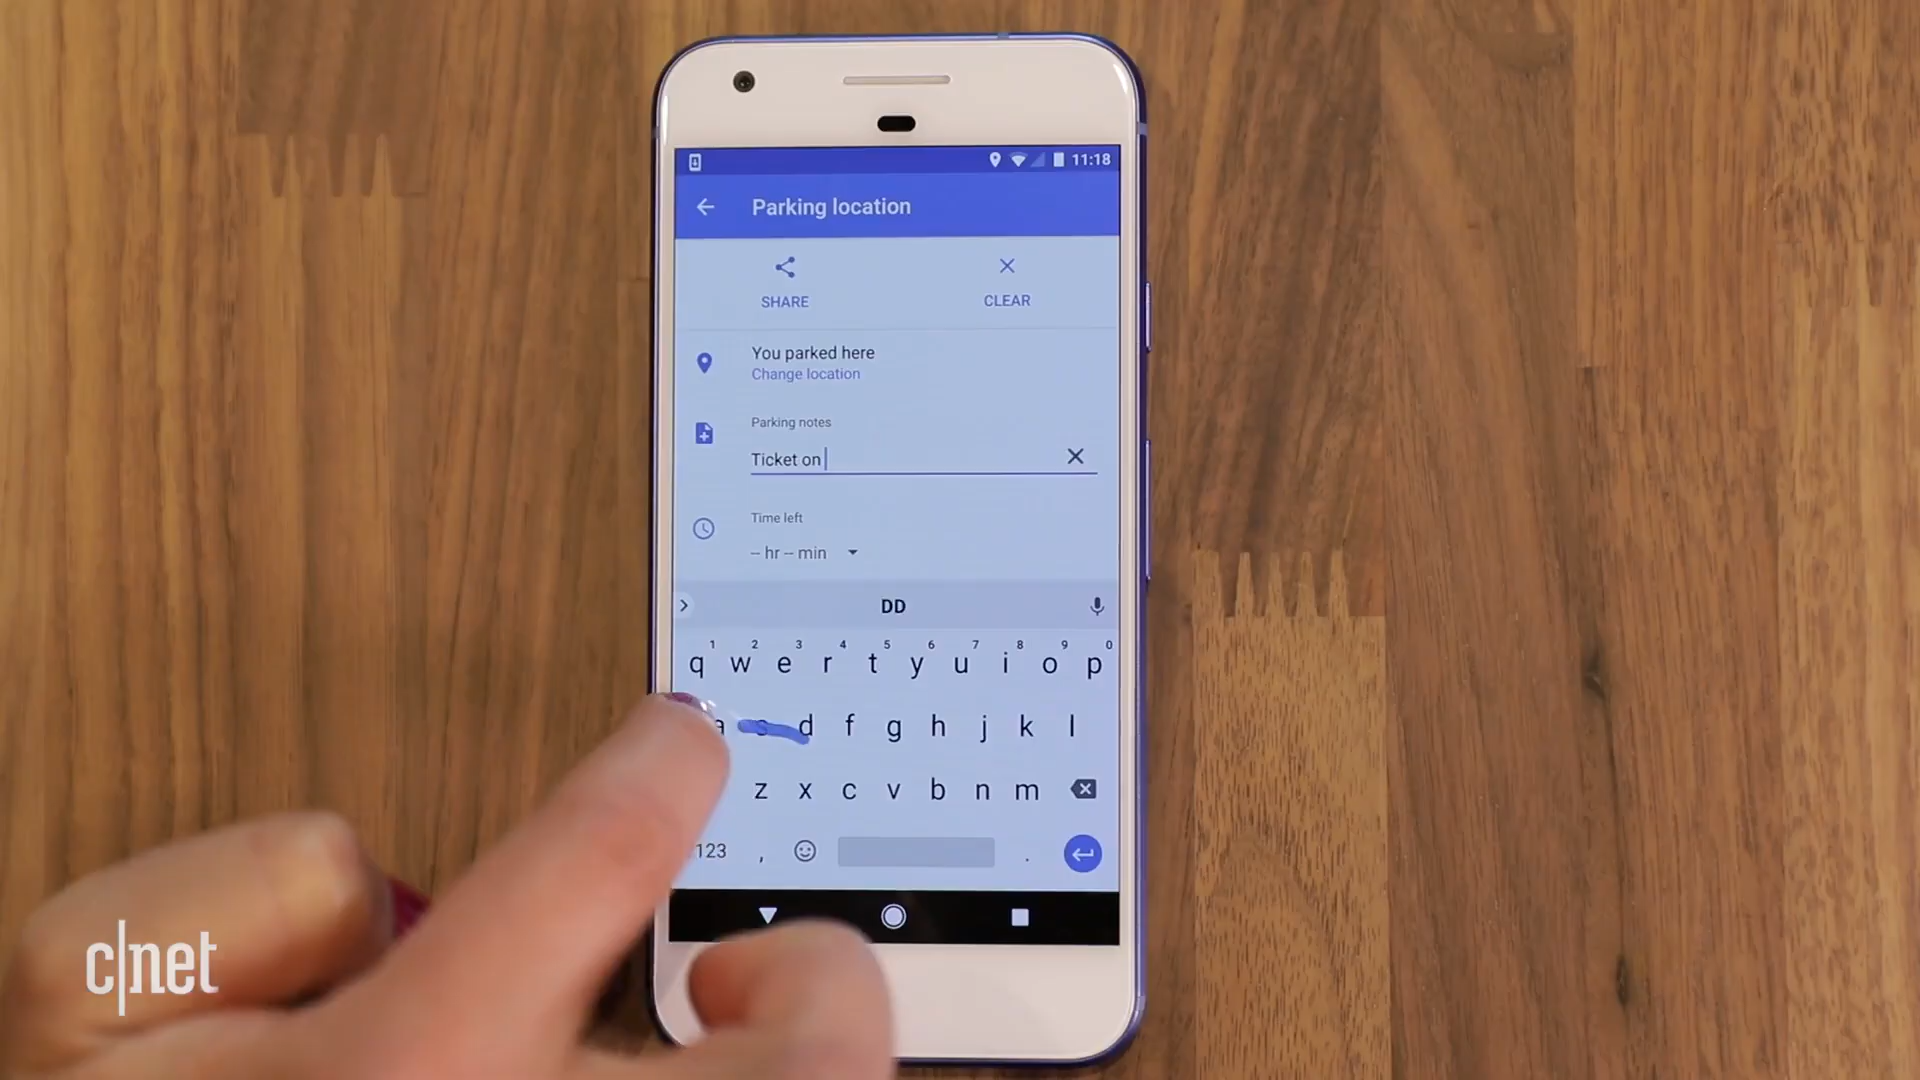 11:18
Parking location
SHARE CLEAR
You parked here
Change location
Parking notes
Ticket on
Time left
-- hr -- min
DD
1 2 3 4 5 6 7 8 9 0
q w e r t y u i o p
a s d f g h j k l
z x c v b n m
123 , .
c|net